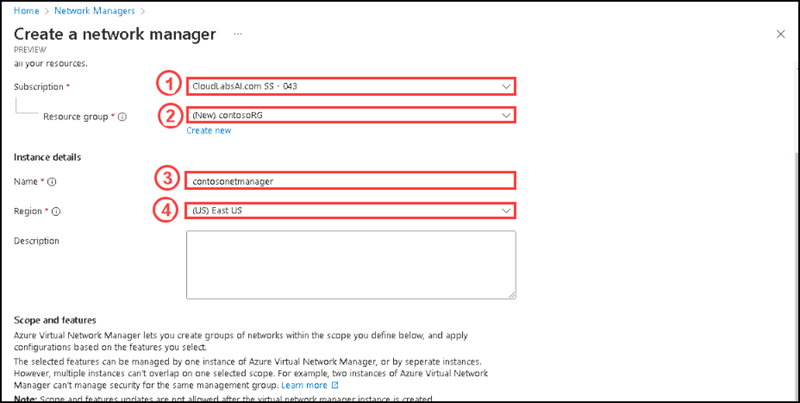 Home > Network Managers >
Create a network manager ...
PREVIEW
all your resources.
Subscription *
1
CloudLabsAI.com SS - 043
Resource group *
2
(New) contosoRG
Create new
Instance details
Name *
3
contosonetmanager
Region *
4
(US) East US
Description
Scope and features
Azure Virtual Network Manager lets you create groups of networks within the scope you define below, and apply
configurations based on the features you select.
The selected features can be managed by one instance of Azure Virtual Network Manager, or by seperate instances.
However, multiple instances can't overlap on one selected scope. For example, two instances of Azure Virtual Network
Manager can't manage security for the same management group. Learn more
Note: Scope and features updates are not allowed after the virtual network manager instance is created.